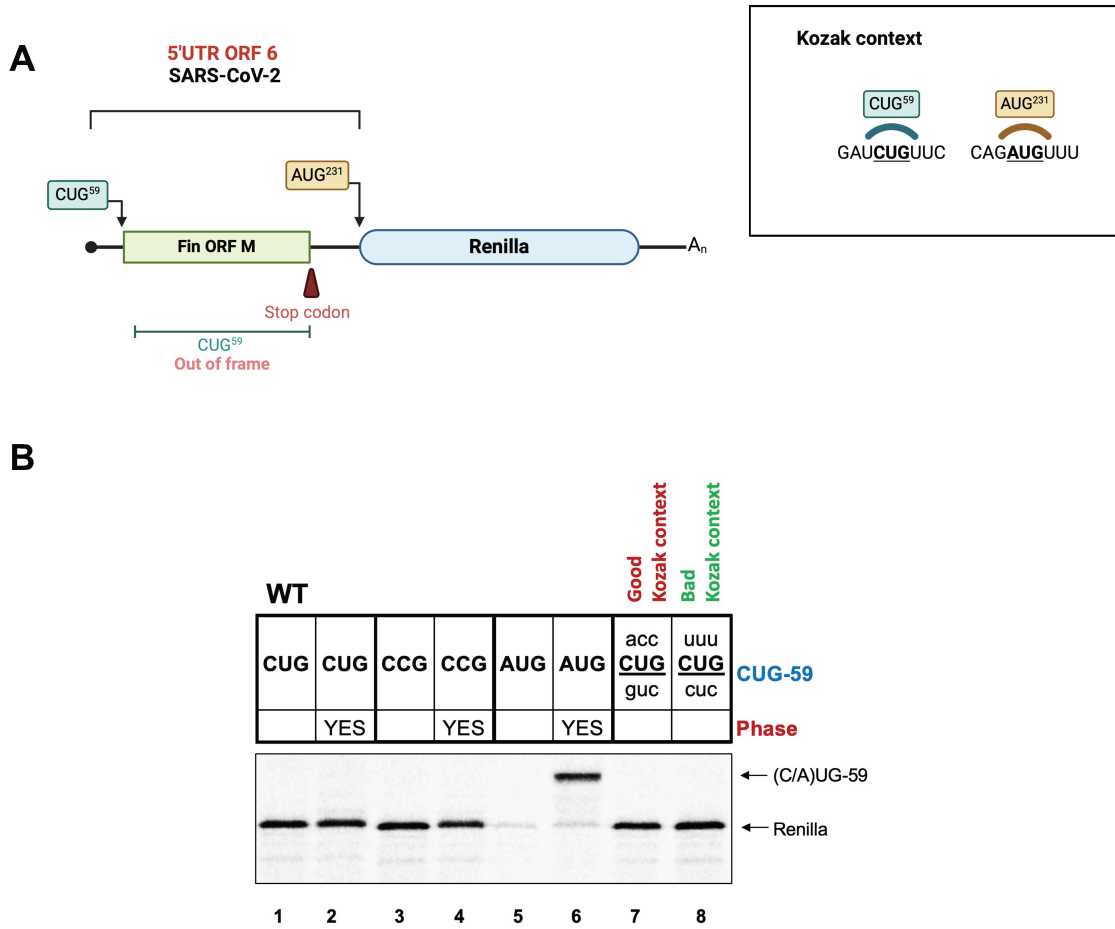 A
5'UTR ORF 6
SARS-CoV-2
CUG59
AUG231
Fin ORF M
Renilla
An
Stop codon
CUG59
Out of frame
Kozak context
CUG59 AUG231
GAUCUGUUC CAGAUGUUU
B
Good
Kozak context
Bad
Kozak context
WT
CUG CUG CCG CCG AUG AUG acc CUG guc uuu CUG cuc CUG-59
YES YES YES Phase
(C/A)UG-59
Renilla
1 2 3 4 5 6 7 8